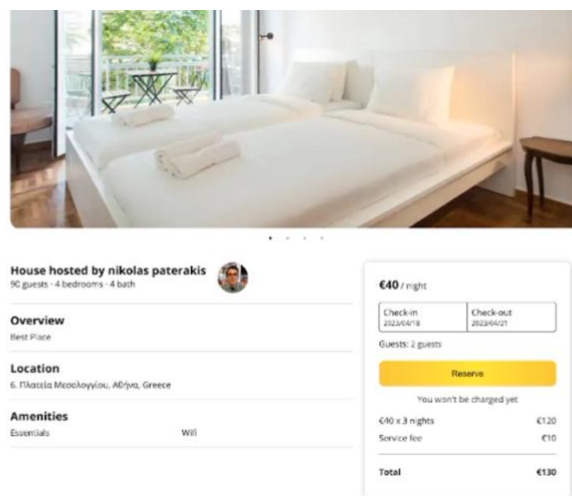 House hosted by nikolas paterakis
90 guests · 4 bedrooms · 4 bath
Overview
Best Place
Location
6, Πλατεία Μεσολογγίου, Αθήνα, Greece
Amenities
Essentials Wifi
€40 / night
Check-in Check-out
2023/04/18 2023/04/21
Guests: 2 guests
Reserve
You won't be charged yet
€40 x 3 nights €120
Service fee €10
Total €130